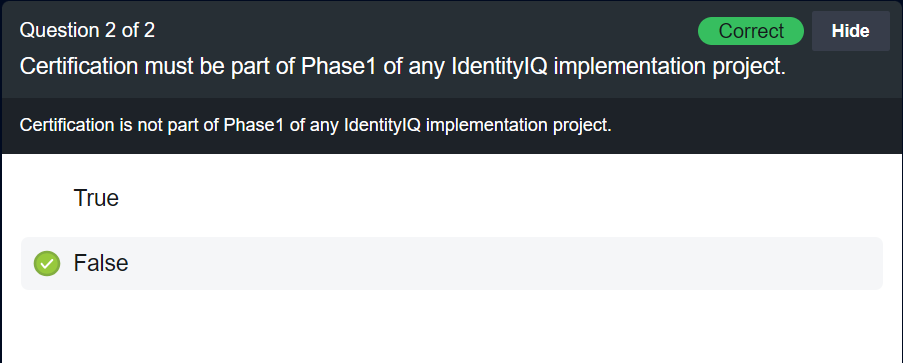 Question 2 of 2
Correct
Hide
Certification must be part of Phase1 of any IdentityIQ implementation project.
Certification is not part of Phase1 of any IdentityIQ implementation project.
True
False